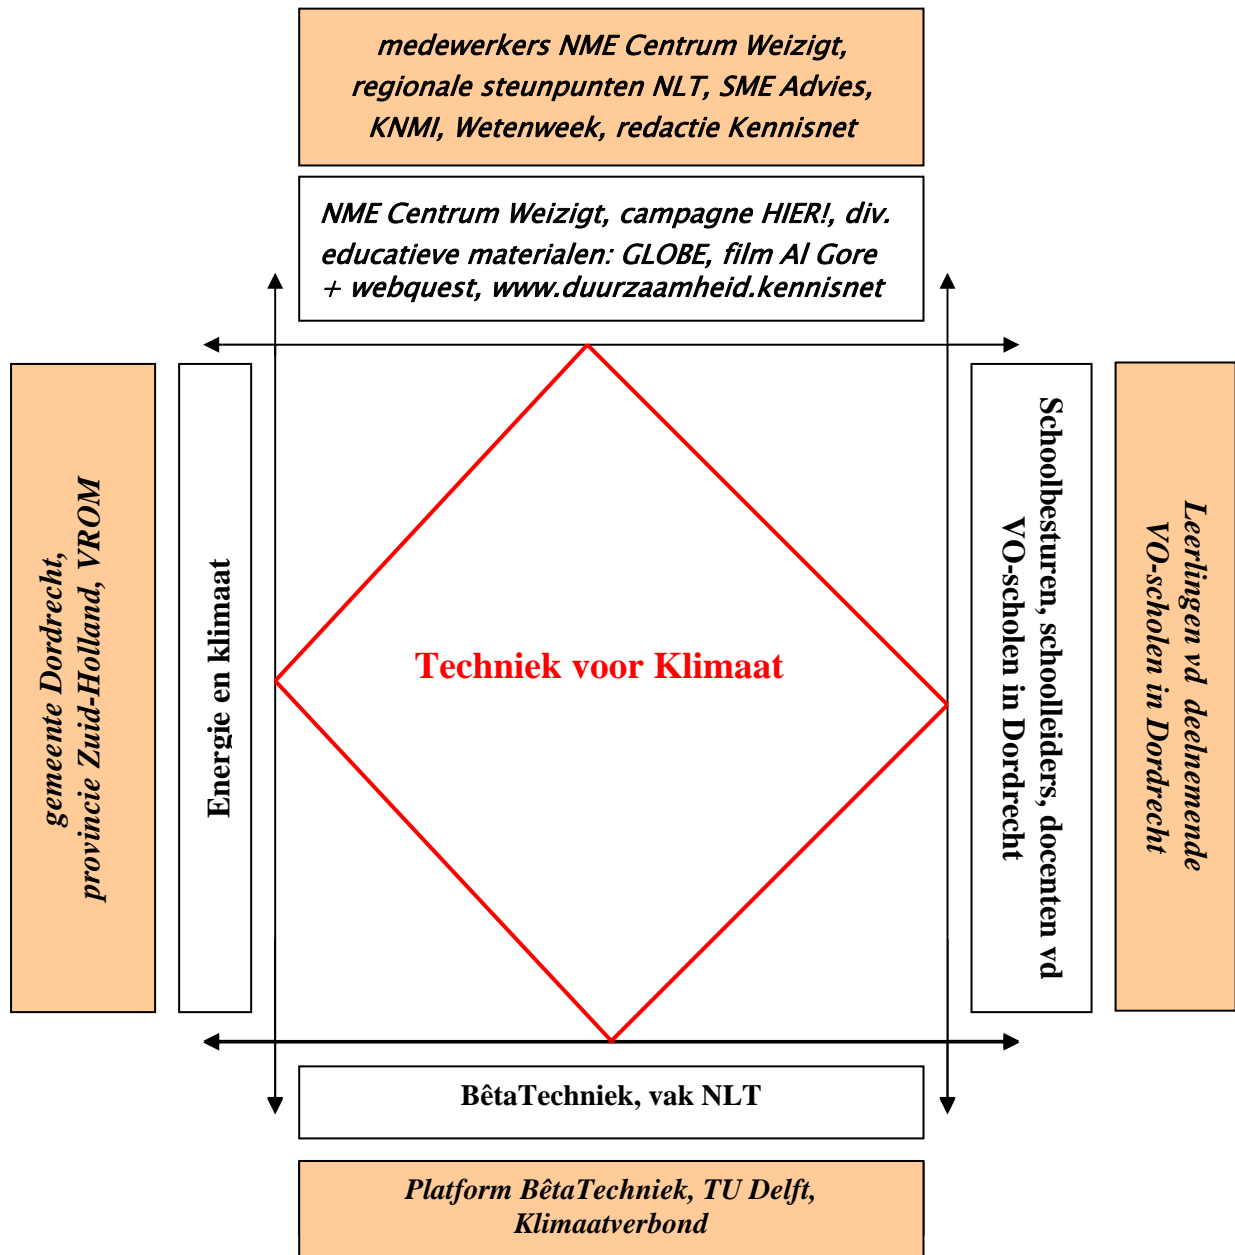 medewerkers NME Centrum Weizigt,
regionale steunpunten NLT, SME Advies,
KNMI, Wetenweek, redactie Kennisnet
NME Centrum Weizigt, campagne HIER!, div.
educatieve materialen: GLOBE, film Al Gore
+ webquest, www.duurzaamheid.kennisnet
gemeente Dordrecht,
provincie Zuid-Holland, VROM
Energie en klimaat
Techniek voor Klimaat
Schoolbesturen, schoolleiders, docenten vd
VO-scholen in Dordrecht
Leerlingen vd deelnemende
VO-scholen in Dordrecht
BêtaTechniek, vak NLT
Platform BêtaTechniek, TU Delft,
Klimaatverbond